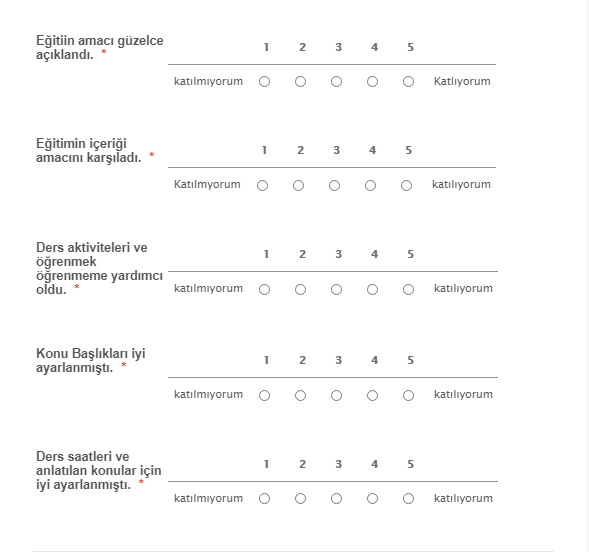 Eğitiin amacı güzelce
açıklandı. *
1 2 3 4 5
katılmıyorum Katlıyorum
Eğitimin içeriği
amacını karşıladı. *
1 2 3 4 5
Katılmyorum katılıyorum
Ders aktiviteleri ve
öğrenmek
öğrenmeme yardımcı
oldu. *
1 2 3 4 5
katılmıyorum katılıyorum
Konu Başlıkları iyi
ayarlanmıştı. *
1 2 3 4 5
katılmıyorum katılıyorum
Ders saatleri ve
anlatılan konular için
iyi ayarlanmıştı. *
1 2 3 4 5
katılmıyorum katılıyorum